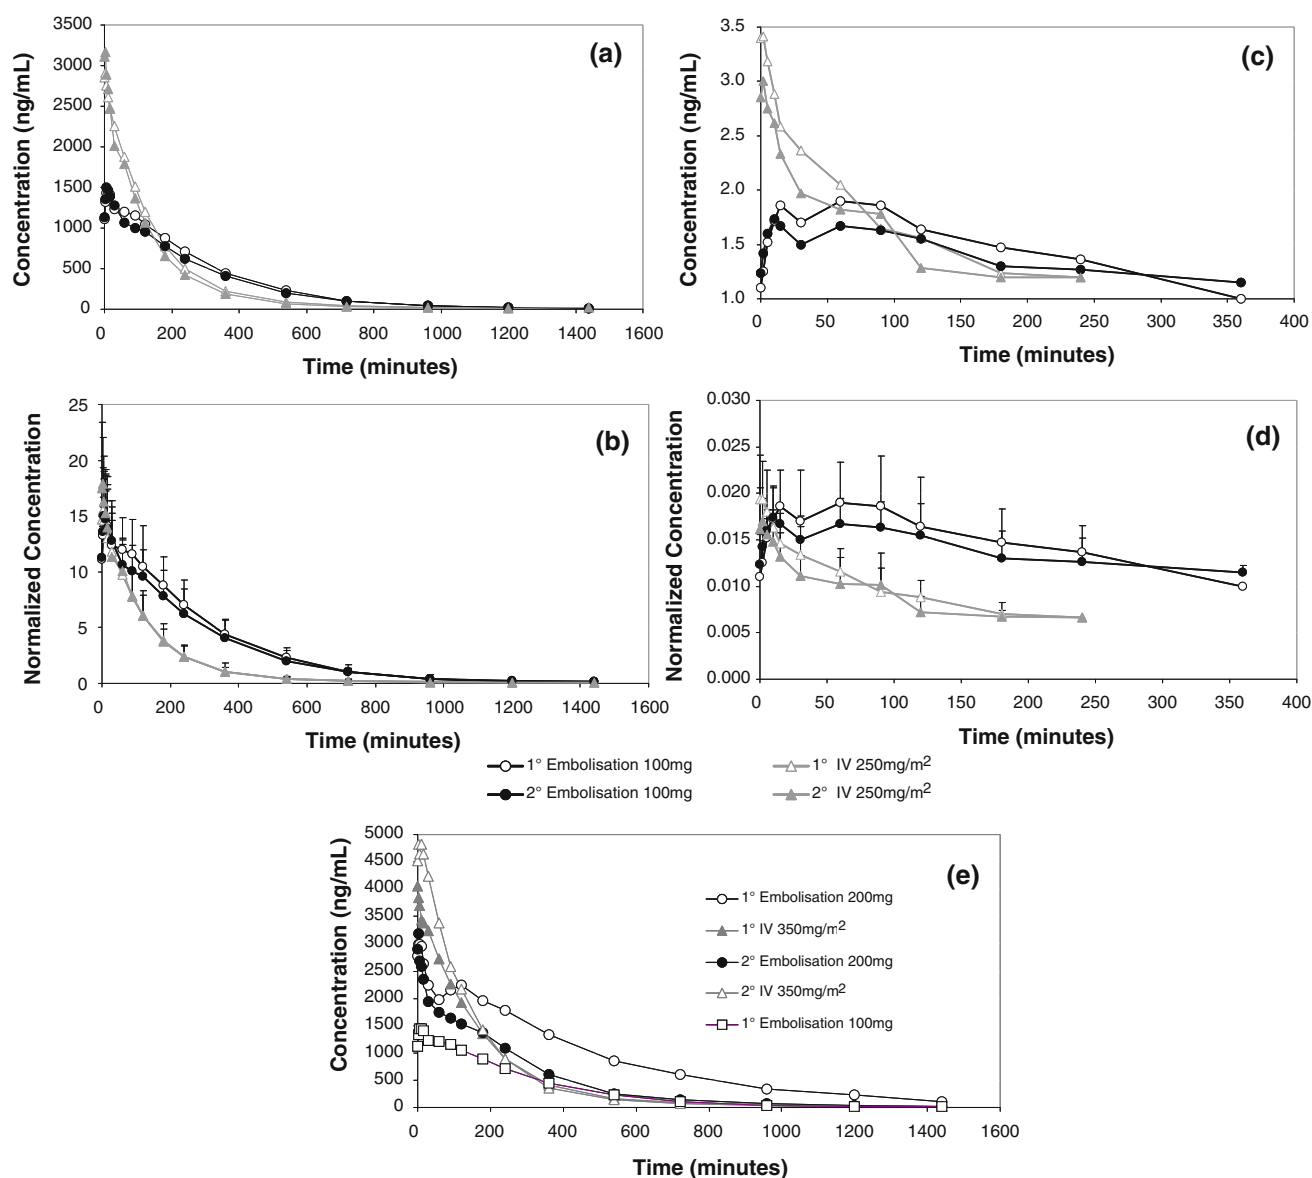 (a)
Concentration (ng/mL)
3500
3000
2500
2000
1500
1000
500
0
0 200 400 600 800 1000 1200 1400 1600
Time (minutes)
(c)
Concentration (ng/mL)
3.5
3.0
2.5
2.0
1.5
1.0
0 50 100 150 200 250 300 350 400
Time (minutes)
(b)
Normalized Concentration
25
20
15
10
5
0
0 200 400 600 800 1000 1200 1400 1600
Time (minutes)
(d)
Normalized Concentration
0.030
0.025
0.020
0.015
0.010
0.005
0.000
0 50 100 150 200 250 300 350 400
Time (minutes)
1° Embolisation 100mg
1° IV 250mg/m²
2° Embolisation 100mg
2° IV 250mg/m²
(e)
Concentration (ng/mL)
5000
4500
4000
3500
3000
2500
2000
1500
1000
500
0
0 200 400 600 800 1000 1200 1400 1600
Time (minutes)
1° Embolisation 200mg
1° IV 350mg/m²
2° Embolisation 200mg
2° IV 350mg/m²
1° Embolisation 100mg